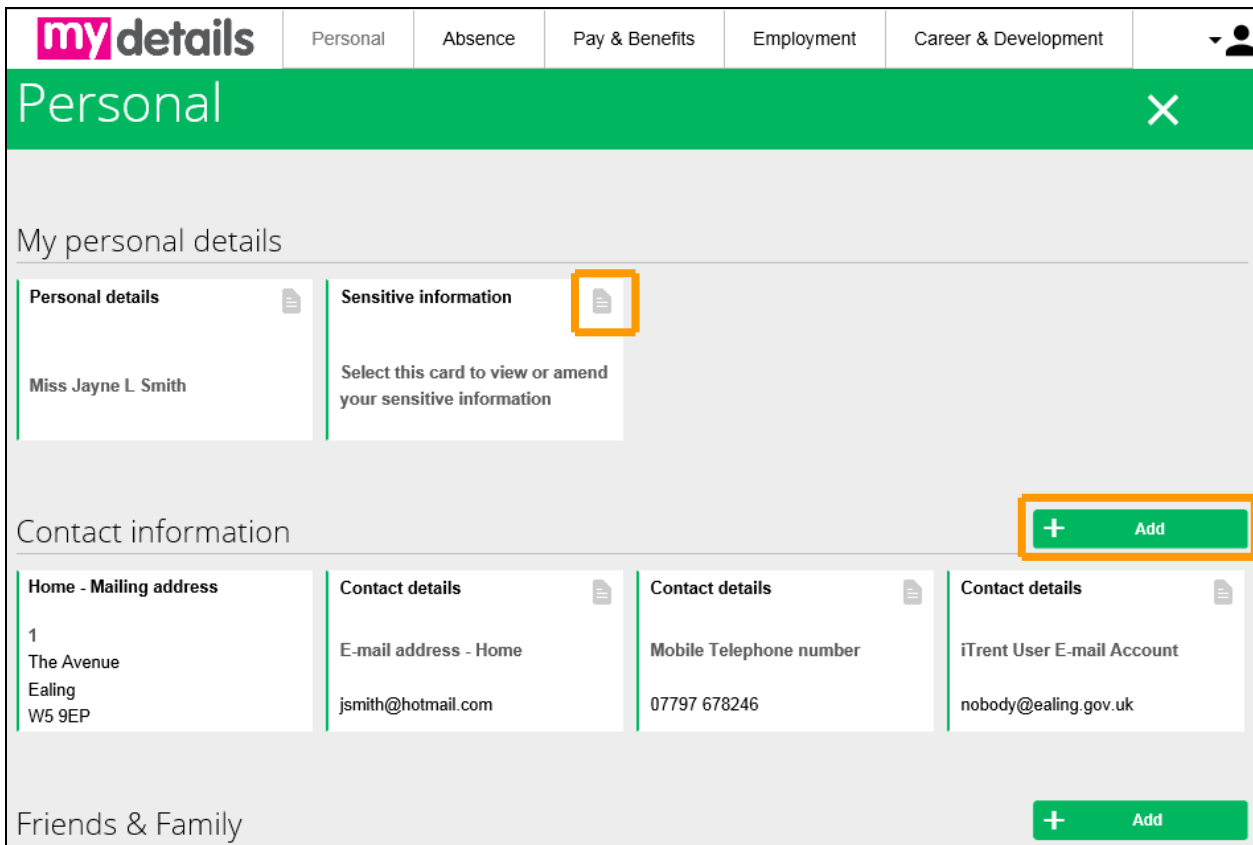 my details
Personal
Absence
Pay & Benefits
Employment
Career & Development
Personal
My personal details
Personal details
Miss Jayne L Smith
Sensitive information
Select this card to view or amend
your sensitive information
Contact information
Add
Home - Mailing address
1
The Avenue
Ealing
W5 9EP
Contact details
E-mail address - Home
jsmith@hotmail.com
Contact details
Mobile Telephone number
07797 678246
Contact details
iTrent User E-mail Account
nobody@ealing.gov.uk
Friends & Family
Add